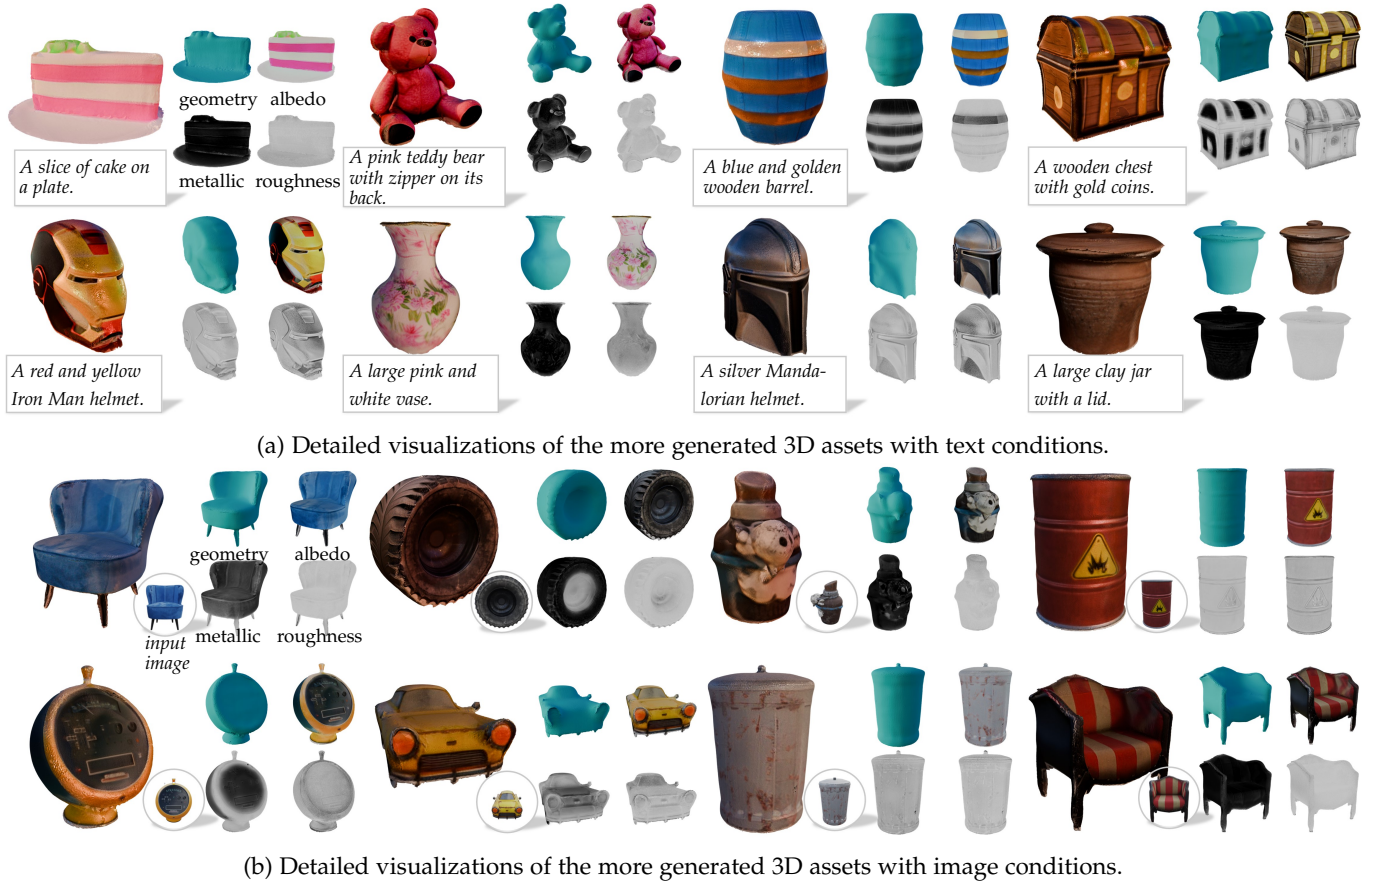 geometry albedo
metallic roughness
A slice of cake on
a plate.
A pink teddy bear
with zipper on its
back.
A blue and golden
wooden barrel.
A wooden chest
with gold coins.
A red and yellow
Iron Man helmet.
A large pink and
white vase.
A silver Manda-
lorian helmet.
A large clay jar
with a lid.
(a) Detailed visualizations of the more generated 3D assets with text conditions.
geometry albedo
input
image
metallic roughness
(b) Detailed visualizations of the more generated 3D assets with image conditions.